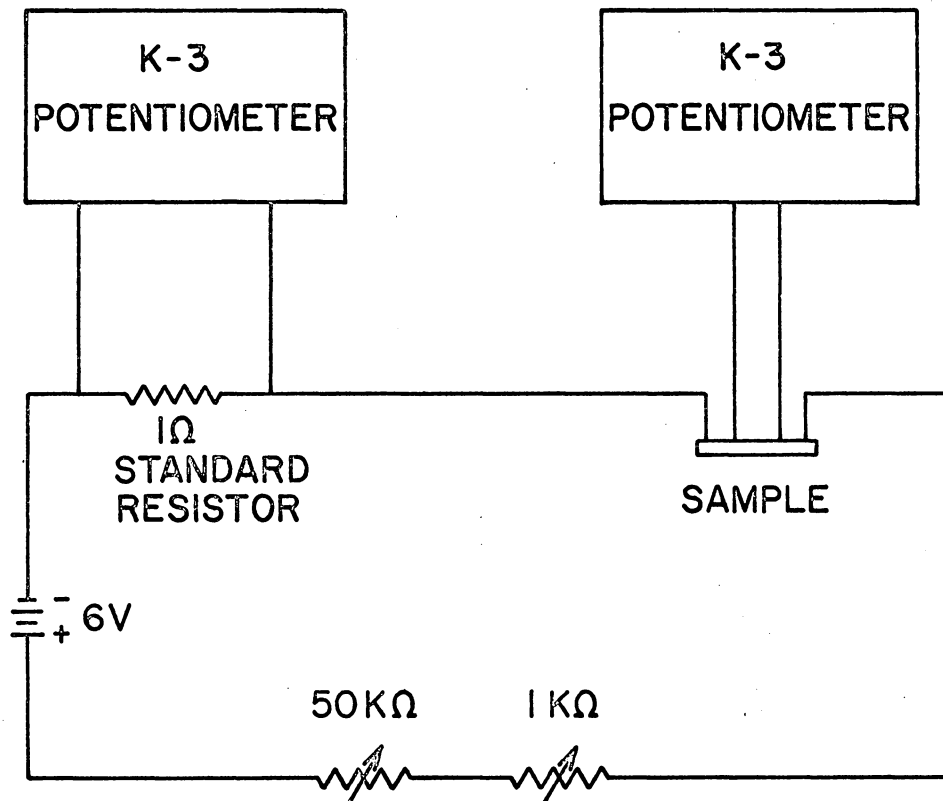 K-3
POTENTIOMETER
K-3
POTENTIOMETER
1Ω
STANDARD
RESISTOR
SAMPLE
-
+ 6V
50KΩ 1KΩ